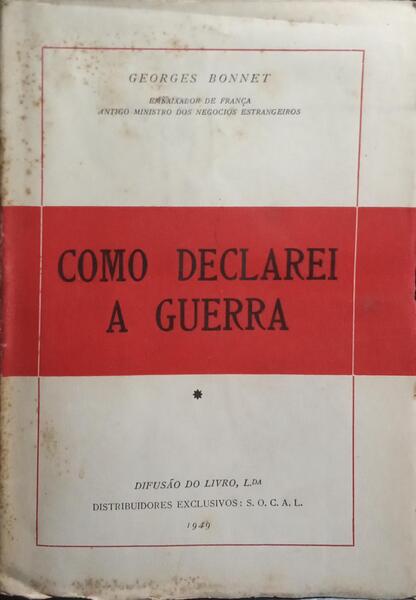 GEORGES BONNET
EMBAIXADOR DE FRANÇA
ANTIGO MINISTRO DOS NEGOCIOS ESTRANGEIROS
COMO DECLAREI
A GUERRA
DIFUSÃO DO LIVRO, L.DA
DISTRIBUIDORES EXCLUSIVOS: S. O. C. A. L.
1949